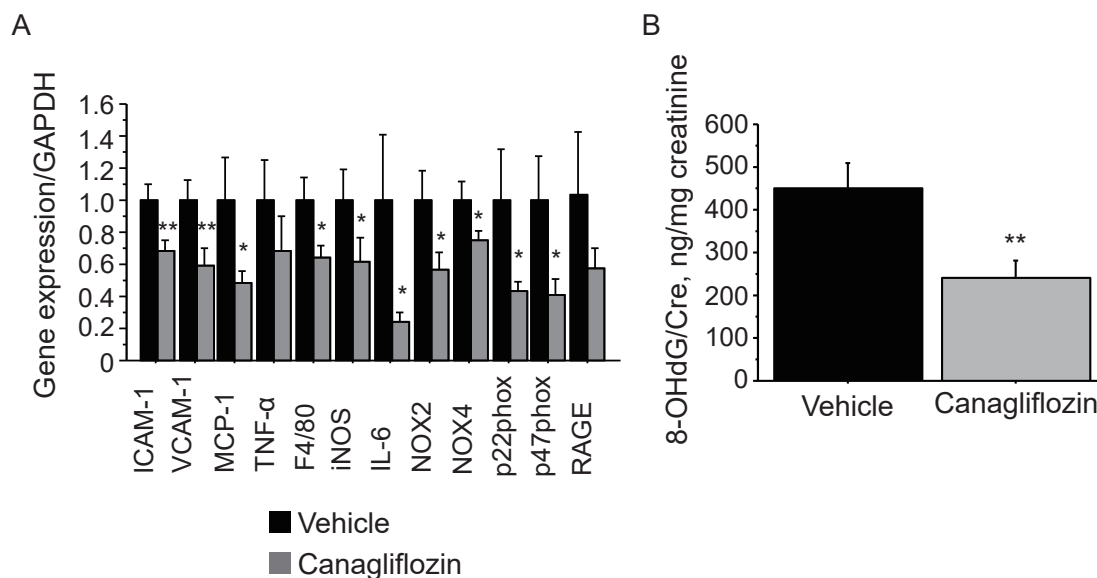 A
Gene expression/GAPDH
1.6
1.4
1.2
1.0
0.8
0.6
0.4
0.2
0
** ** * * * * * * * *
ICAM-1
VCAM-1
MCP-1
TNF-α
F4/80
iNOS
IL-6
NOX2
NOX4
p22phox
p47phox
RAGE
Vehicle
Canagliflozin
B
8-OHdG/Cre, ng/mg creatinine
600
500
400
300
200
100
0
**
Vehicle
Canagliflozin